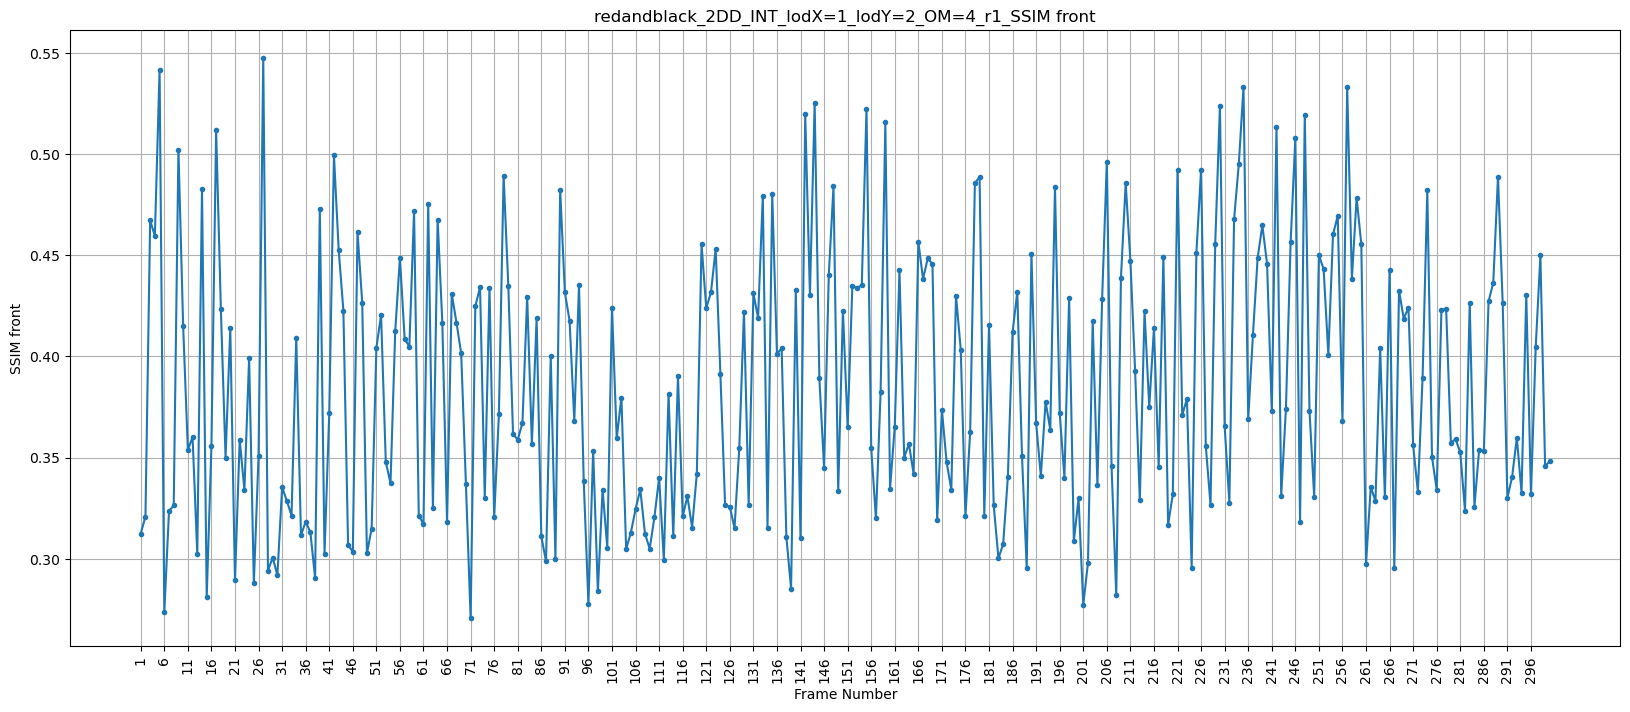 redandblack_2DD_INT_lodX=1_lodY=2_OM=4_r1_SSIM front
0.55
0.50
0.45
0.40
0.35
0.30
SSIM front
1 6 11 16 21 26 31 36 41 46 51 56 61 66 71 76 81 86 91 96 101 106 111 116 121 126 131 136 141 146 151 156 161 166 171 176 181 186 191 196 201 206 211 216 221 226 231 236 241 246 251 256 261 266 271 276 281 286 291 296
Frame Number